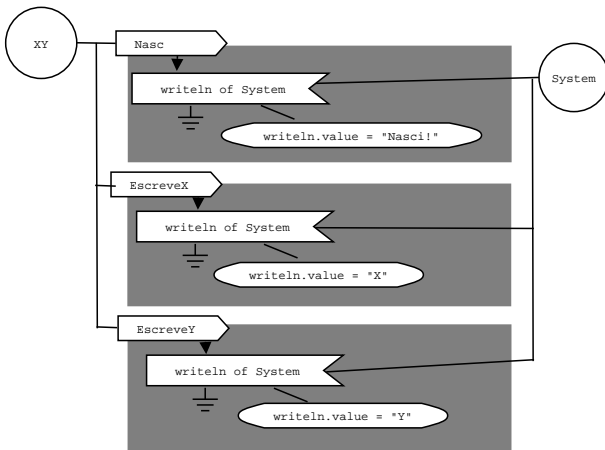 XY
Nasc
System
writeln of System
writeln.value = "Nasci!"
EscreveX
writeln of System
writeln.value = "X"
EscreveY
writeln of System
writeln.value = "Y"